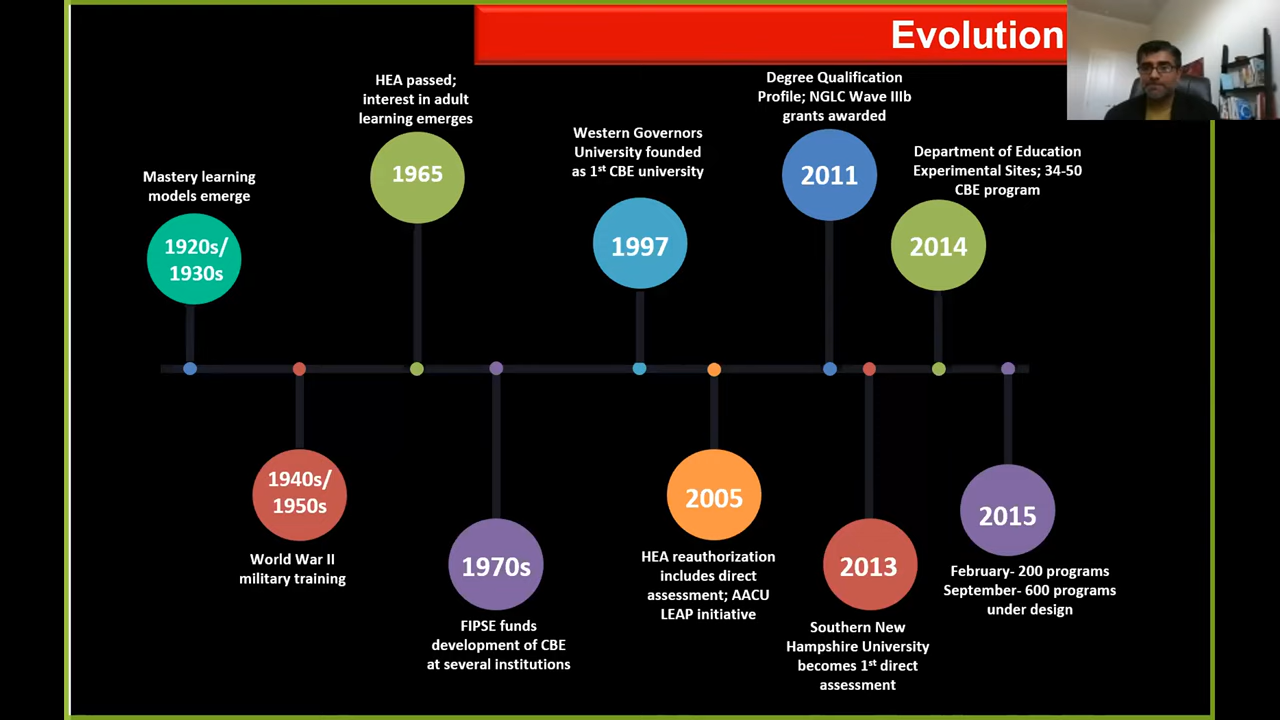 Evolution
Mastery learning
models emerge
1920s/
1930s
World War II
military training
1940s/
1950s
HEA passed;
interest in adult
learning emerges
1965
1970s
FIPSE funds
development of CBE
at several institutions
Western Governors
University founded
as 1st CBE university
1997
2005
HEA reauthorization
includes direct
assessment; AACU
LEAP initiative
Degree Qualification
Profile; NGLC Wave IIIb
grants awarded
2011
2013
Southern New
Hampshire University
becomes 1st direct
assessment
Department of Education
Experimental Sites; 34-50
CBE program
2014
2015
February- 200 programs
September- 600 programs
under design